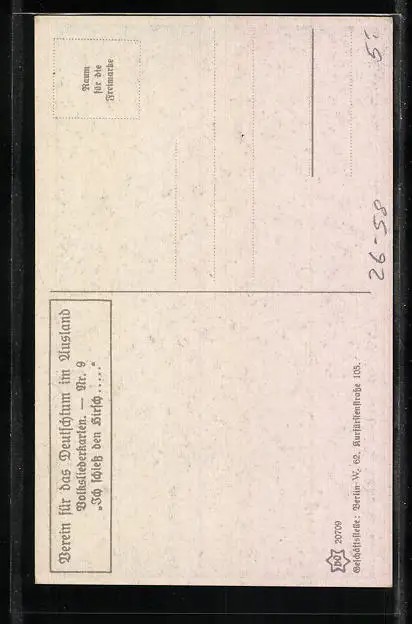 Verein für das Deutschtum im Ausland
Volksliederkarten. — Nr. 9
„Ich schieß den Hirsch....."
Raum
für die
Freimarke
20709
Geschäftsstelle: Berlin W. 62, Kurfürstenstraße 105.
26-58
5: